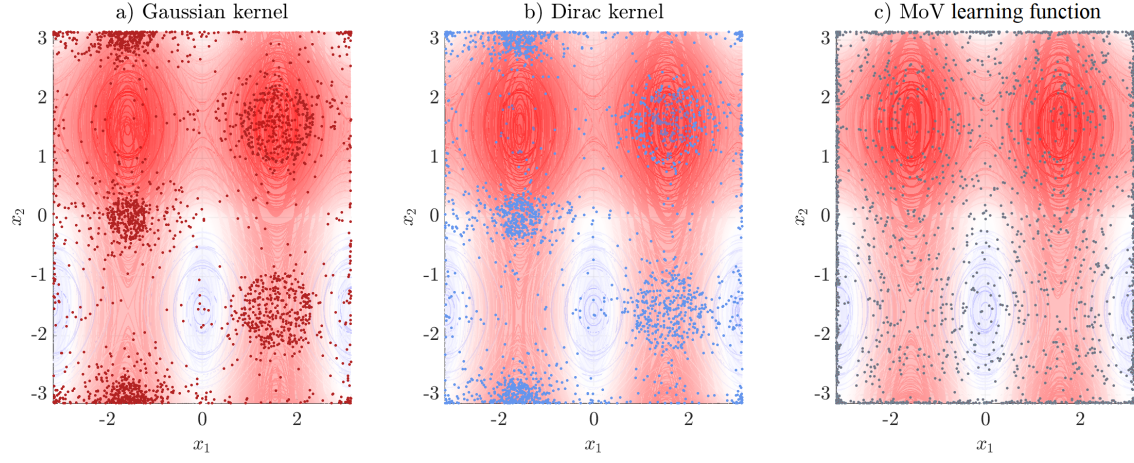 a) Gaussian kernel
3
2
1
0
-1
-2
-3
x₂
-2 0 2
x₁
b) Dirac kernel
3
2
1
0
-1
-2
-3
x₂
-2 0 2
x₁
c) MoV learning function
3
2
1
0
-1
-2
-3
x₂
-2 0 2
x₁